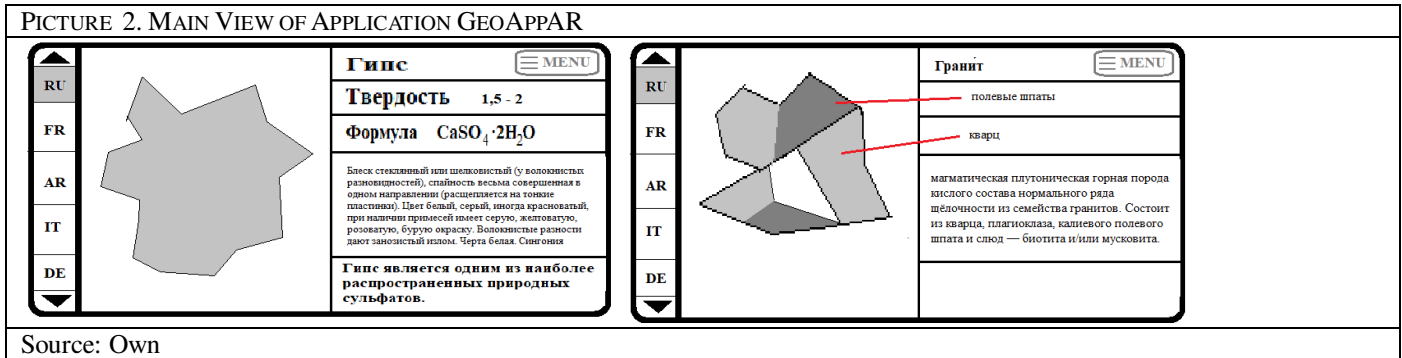 PICTURE 2. MAIN VIEW OF APPLICATION GEOAPPAR
RU
FR
AR
IT
DE
Гипс
MENU
Твердость 1,5 - 2
Формула CaSO₄·2H₂O
Блеск стеклянный или шелковистый (у волокнистых
разновидностей), спайность весьма совершенная в
одном направлении (расщепляется на тонкие
пластинки). Цвет белый, серый, иногда красноватый,
при наличии примесей имеет серую, желтоватую,
розоватую, бурую окраску. Волокнистые разности
дают занозистый излом. Черта белая. Сингония
Гипс является одним из наиболее
распространенных природных
сульфатов.
RU
FR
AR
IT
DE
Грани́т
MENU
полевые шпаты
кварц
магматическая плутоническая горная порода
кислого состава нормального ряда
щёлочности из семейства гранитов. Состоит
из кварца, плагиоклаза, калиевого полевого
шпата и слюд — биотита и/или мусковита.
Source: Own